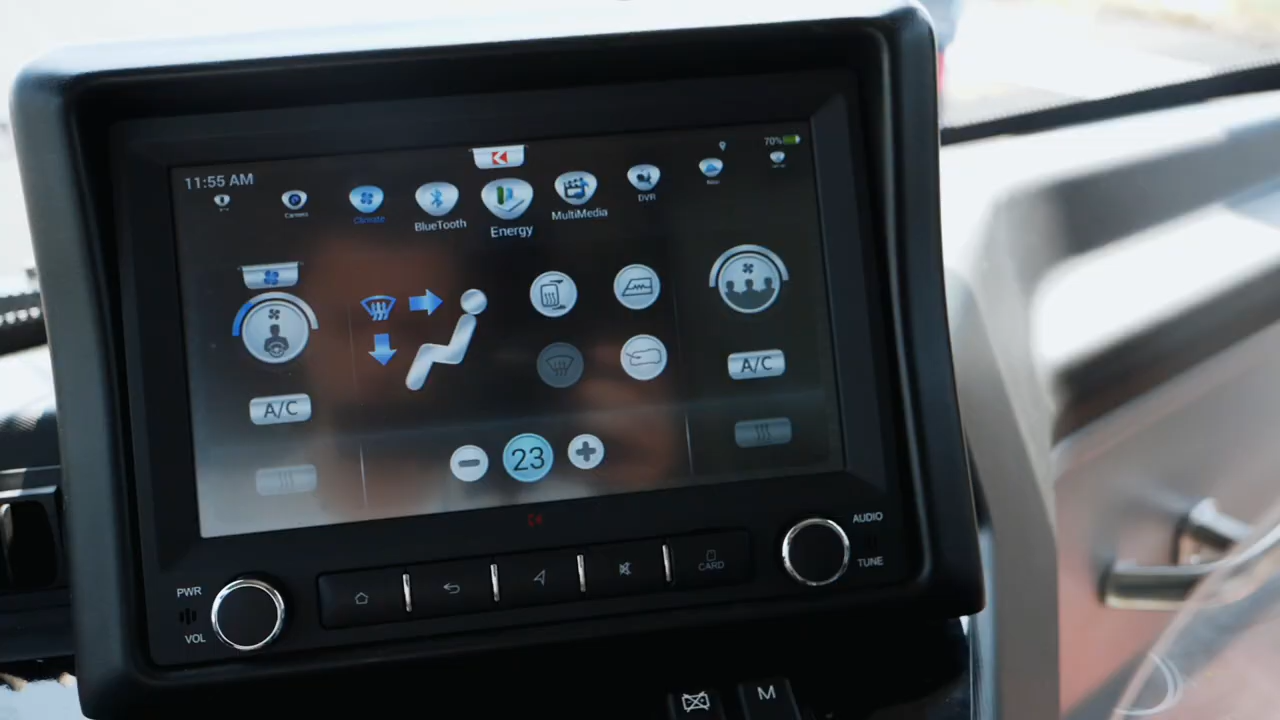 70%
11:55 AM
Camera
Climate
BlueTooth
Energy
MultiMedia
DVR
A/C
A/C
23
AUDIO
TUNE
CARD
PWR
VOL
M